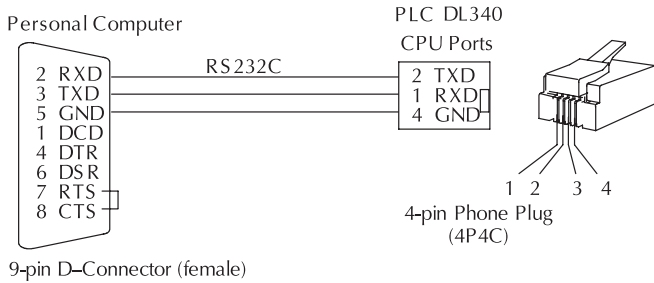 Personal Computer
2 RXD
3 TXD
5 GND
1 DCD
4 DTR
6 DSR
7 RTS
8 CTS
9-pin D–Connector (female)
RS232C
PLC DL340
CPU Ports
2 TXD
1 RXD
4 GND
1 2 3 4
4-pin Phone Plug
(4P4C)